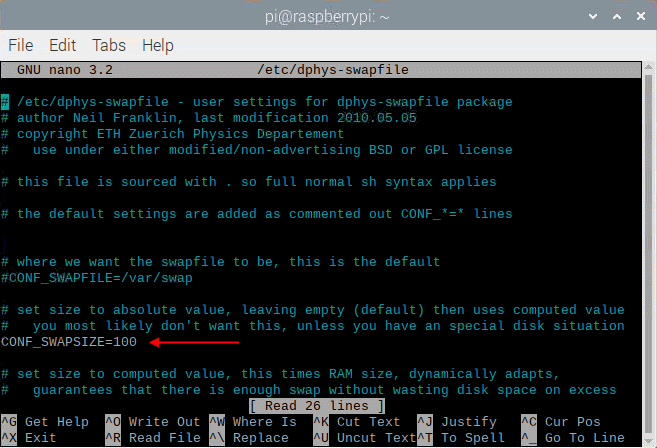 pi@raspberrypi: ~
File Edit Tabs Help
GNU nano 3.2 /etc/dphys-swapfile
# /etc/dphys-swapfile - user settings for dphys-swapfile package
# author Neil Franklin, last modification 2010.05.05
# copyright ETH Zuerich Physics Departement
#   use under either modified/non-advertising BSD or GPL license
# this file is sourced with . so full normal sh syntax applies
# the default settings are added as commented out CONF_*=* lines
# where we want the swapfile to be, this is the default
#CONF_SWAPFILE=/var/swap
# set size to absolute value, leaving empty (default) then uses computed value
#   you most likely don't want this, unless you have an special disk situation
CONF_SWAPSIZE=100
# set size to computed value, this times RAM size, dynamically adapts,
#   guarantees that there is enough swap without wasting disk space on excess
[ Read 26 lines ]
^G Get Help ^O Write Out ^W Where Is ^K Cut Text ^J Justify ^C Cur Pos
^X Exit ^R Read File ^\ Replace ^U Uncut Text ^T To Spell ^_ Go To Line